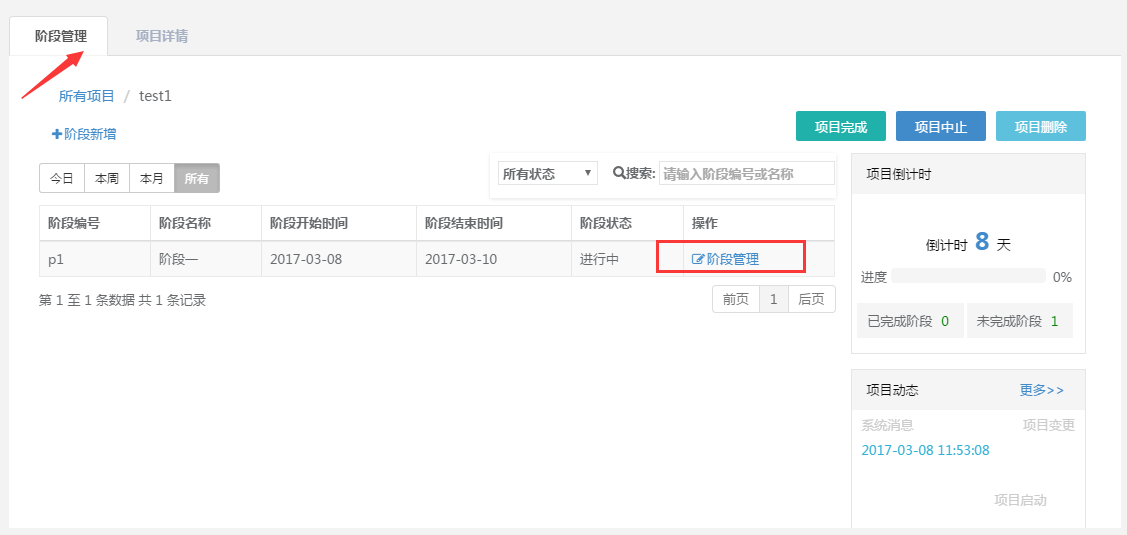 阶段管理 项目详情
所有项目 / test1
阶段新增
项目完成 项目中止 项目删除
今日 本周 本月 所有
所有状态 搜索: 请输入阶段编号或名称
阶段编号 阶段名称 阶段开始时间 阶段结束时间 阶段状态 操作
p1 阶段一 2017-03-08 2017-03-10 进行中 阶段管理
第 1 至 1 条数据 共 1 条记录
前页 1 后页
项目倒计时
倒计时 8 天
进度 0%
已完成阶段 0 未完成阶段 1
项目动态 更多>>
系统消息 项目变更
2017-03-08 11:53:08
项目启动